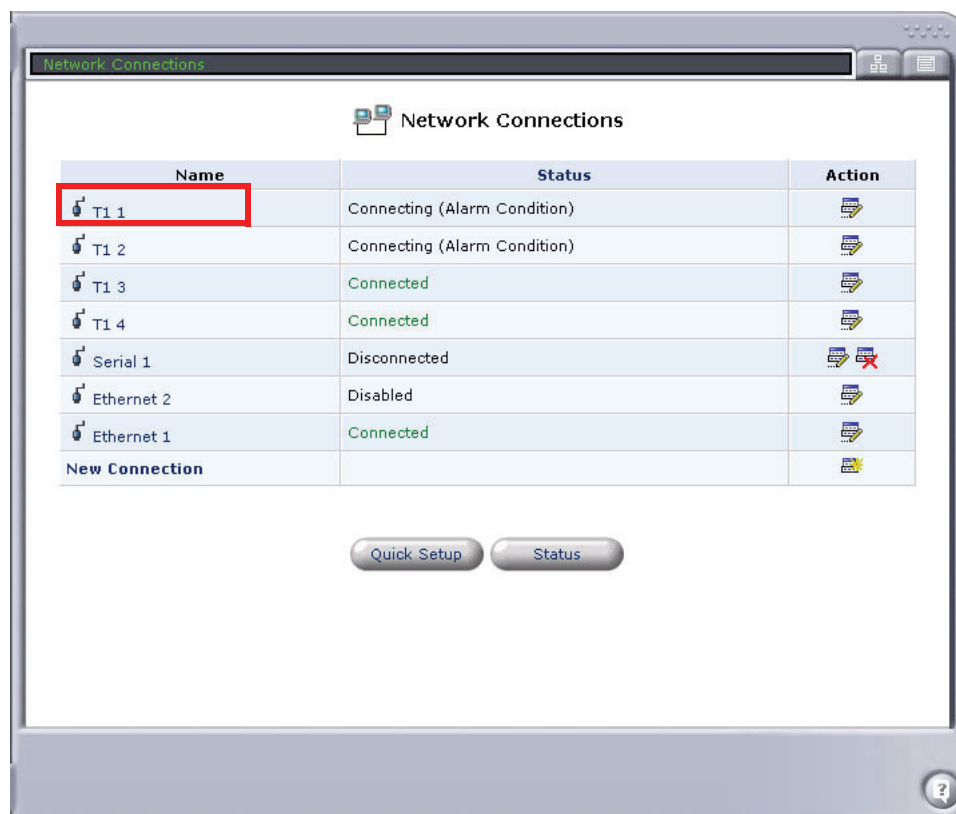 Network Connections
Network Connections
Name Status Action
T1 1 Connecting (Alarm Condition)
T1 2 Connecting (Alarm Condition)
T1 3 Connected
T1 4 Connected
Serial 1 Disconnected
Ethernet 2 Disabled
Ethernet 1 Connected
New Connection
Quick Setup Status
?